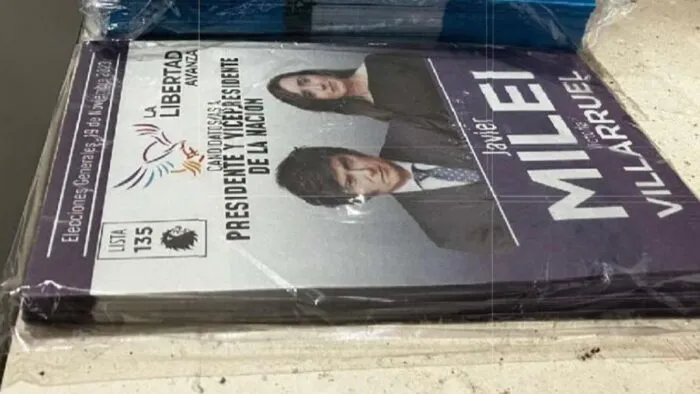 Elecciones Generales, 19 de Noviembre 2023
LA
LIBERTAD
AVANZA
LISTA
135
CANDIDATOS/AS A
PRESIDENTE Y VICEPRESIDENTE
DE LA NACIÓN
Javier
MILEI
Victoria
VILLARRUEL